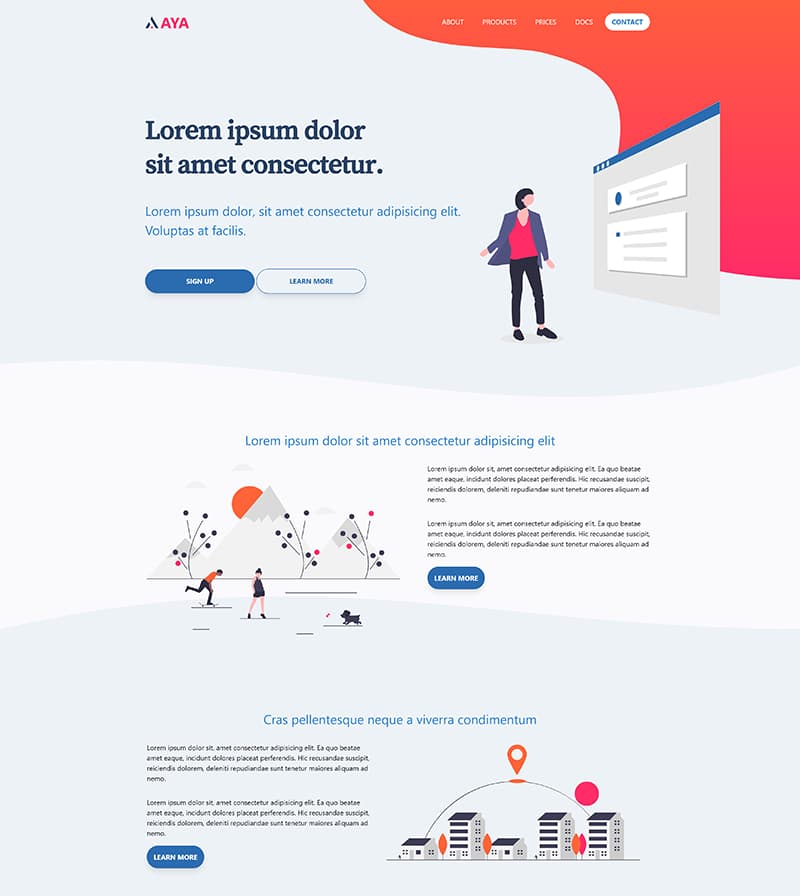 AYA
ABOUT PRODUCTS PRICES DOCS CONTACT
Lorem ipsum dolor
sit amet consectetur.
Lorem ipsum dolor, sit amet consectetur adipisicing elit.
Voluptas at facilis.
SIGN UP LEARN MORE
Lorem ipsum dolor sit amet consectetur adipisicing elit
Lorem ipsum dolor sit, amet consectetur adipisicing elit. Ea quo beatae
amet eaque, incidunt dolores placeat perferendis. Hic recusandae suscipit,
reiciendis dolorem, deleniti repudiandae sunt tenetur maiores aliquam ad
nemo.
Lorem ipsum dolor sit, amet consectetur adipisicing elit. Ea quo beatae
amet eaque, incidunt dolores placeat perferendis. Hic recusandae suscipit,
reiciendis dolorem, deleniti repudiandae sunt tenetur maiores aliquam ad
nemo.
LEARN MORE
Cras pellentesque neque a viverra condimentum
Lorem ipsum dolor sit, amet consectetur adipisicing elit. Ea quo beatae
amet eaque, incidunt dolores placeat perferendis. Hic recusandae suscipit,
reiciendis dolorem, deleniti repudiandae sunt tenetur maiores aliquam ad
nemo.
Lorem ipsum dolor sit, amet consectetur adipisicing elit. Ea quo beatae
amet eaque, incidunt dolores placeat perferendis. Hic recusandae suscipit,
reiciendis dolorem, deleniti repudiandae sunt tenetur maiores aliquam ad
nemo.
LEARN MORE